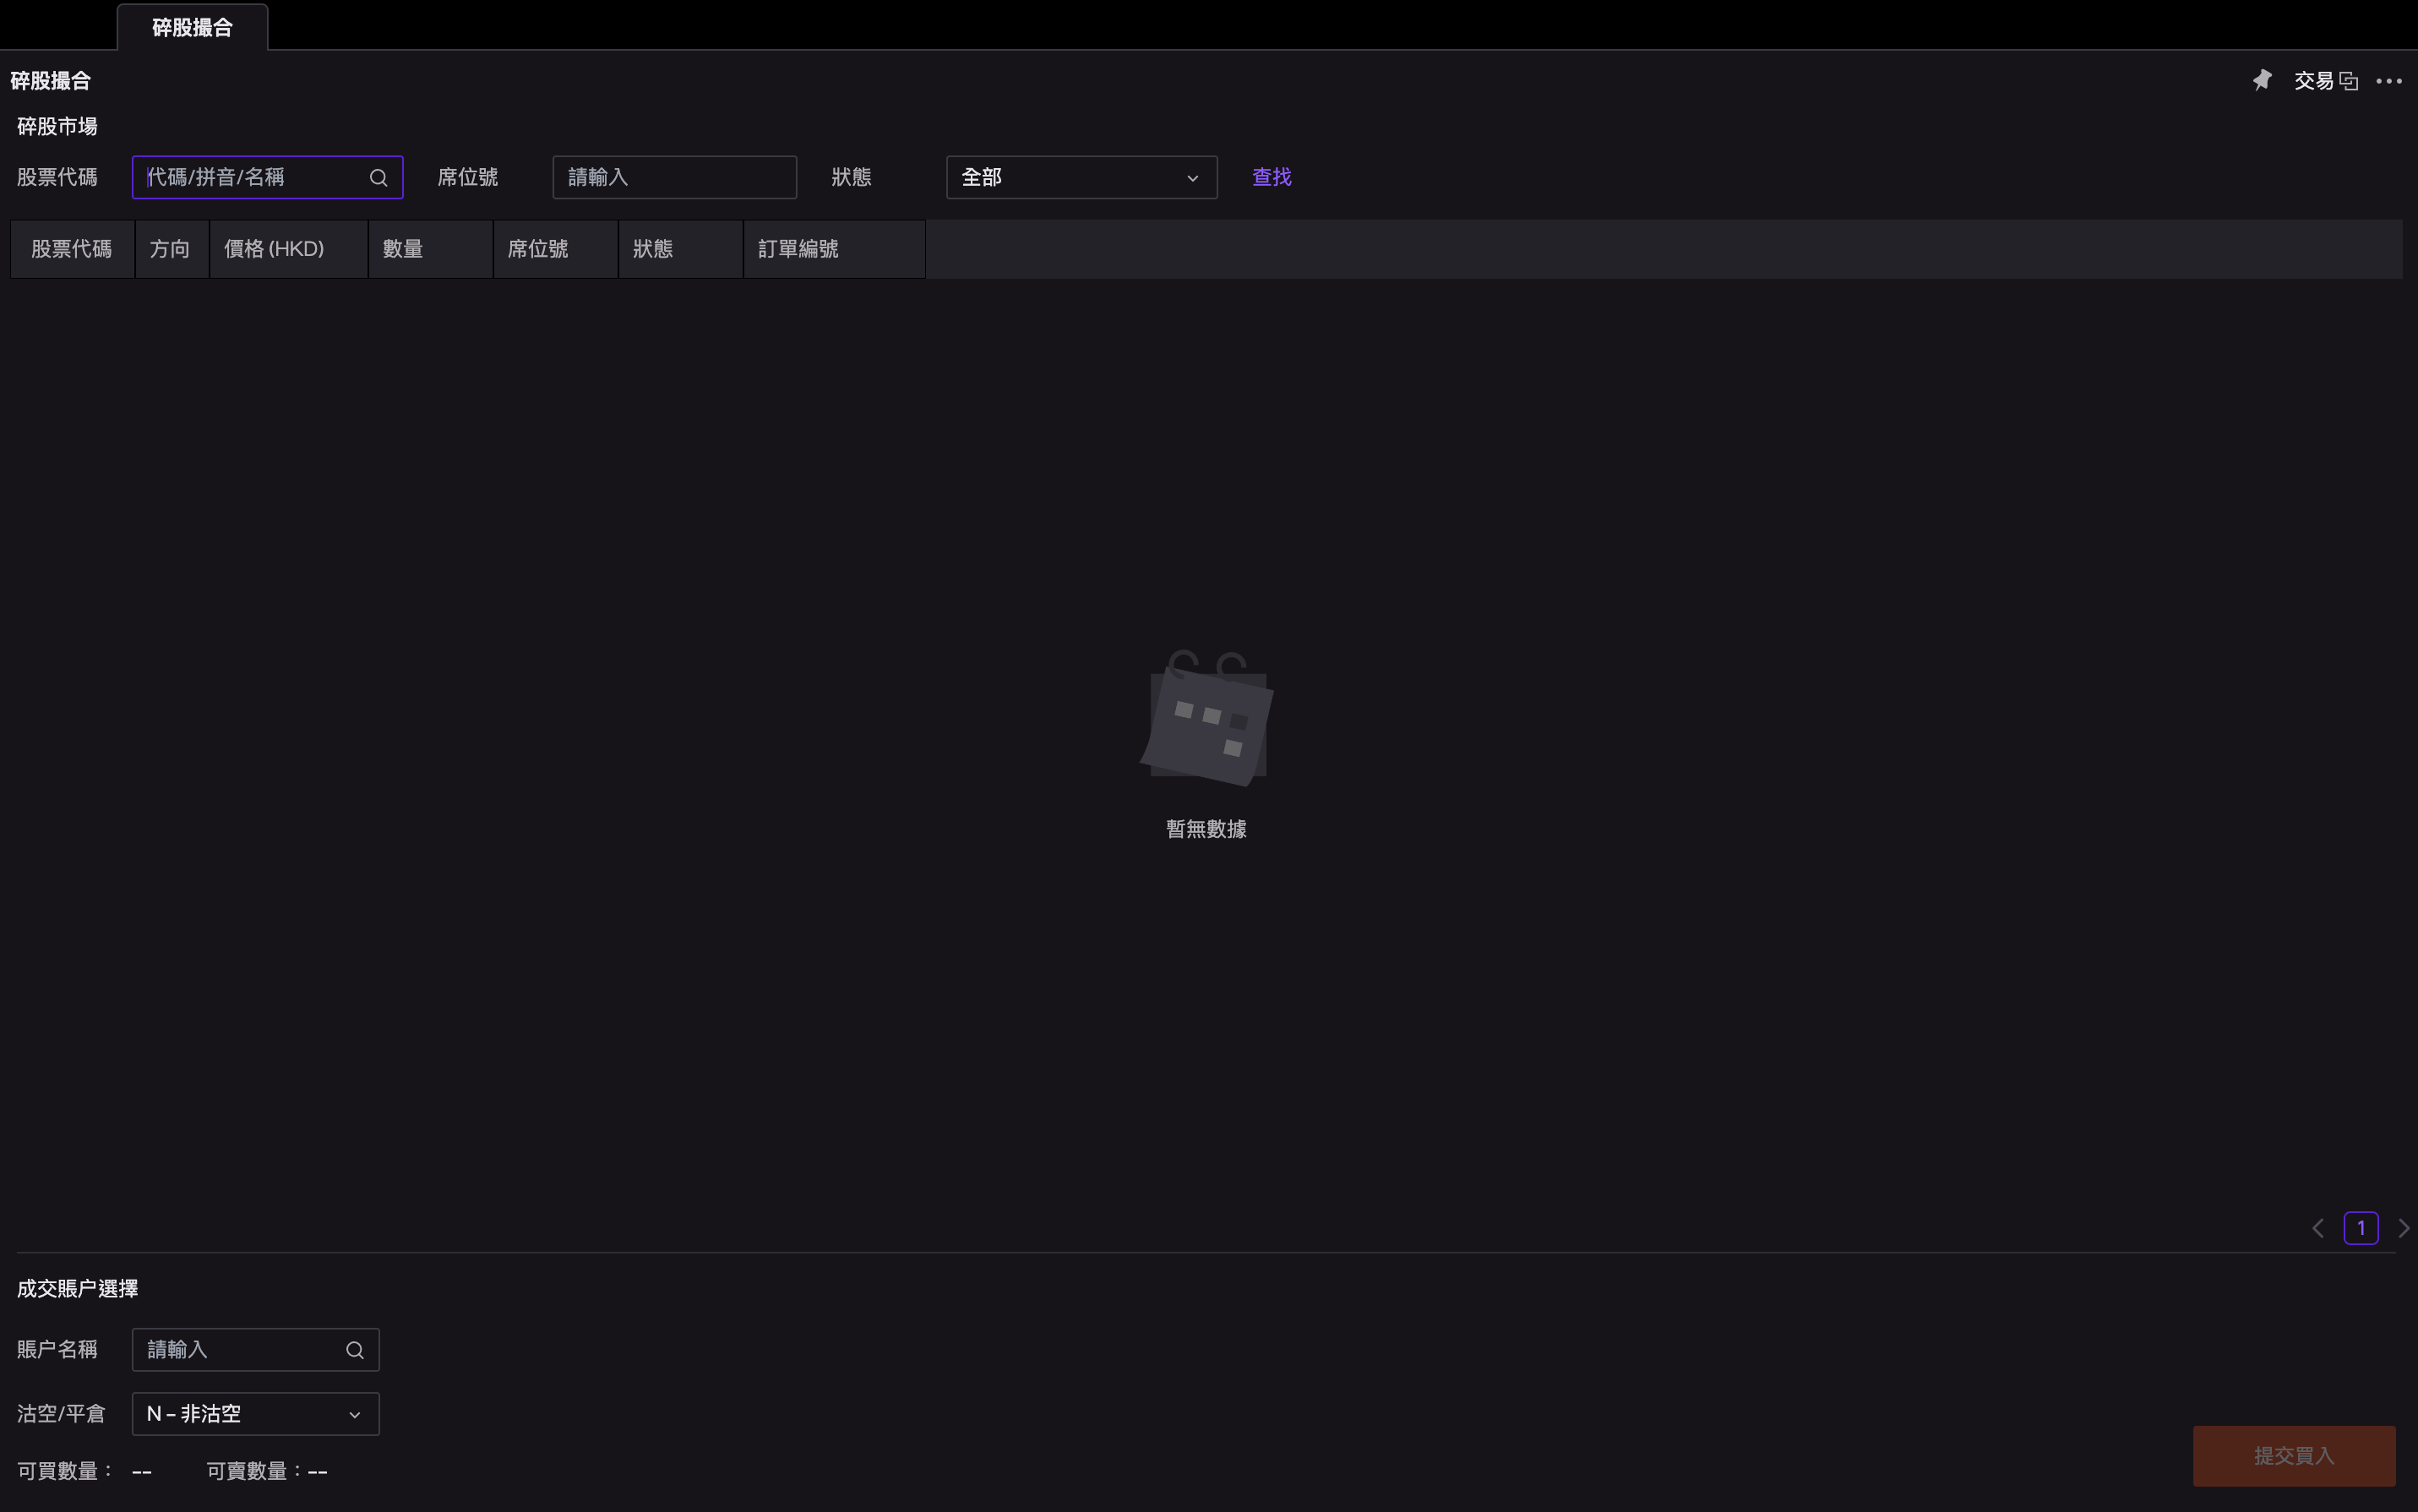 碎股撮合
碎股撮合 交易
碎股市場
股票代碼 代碼/拼音/名稱 席位號 請輸入 狀態 全部 查找
股票代碼 方向 價格 (HKD) 數量 席位號 狀態 訂單編號
暫無數據
1
成交賬户選擇
賬户名稱 請輸入
沽空/平倉 N – 非沽空
可買數量： -- 可賣數量：--
提交買入